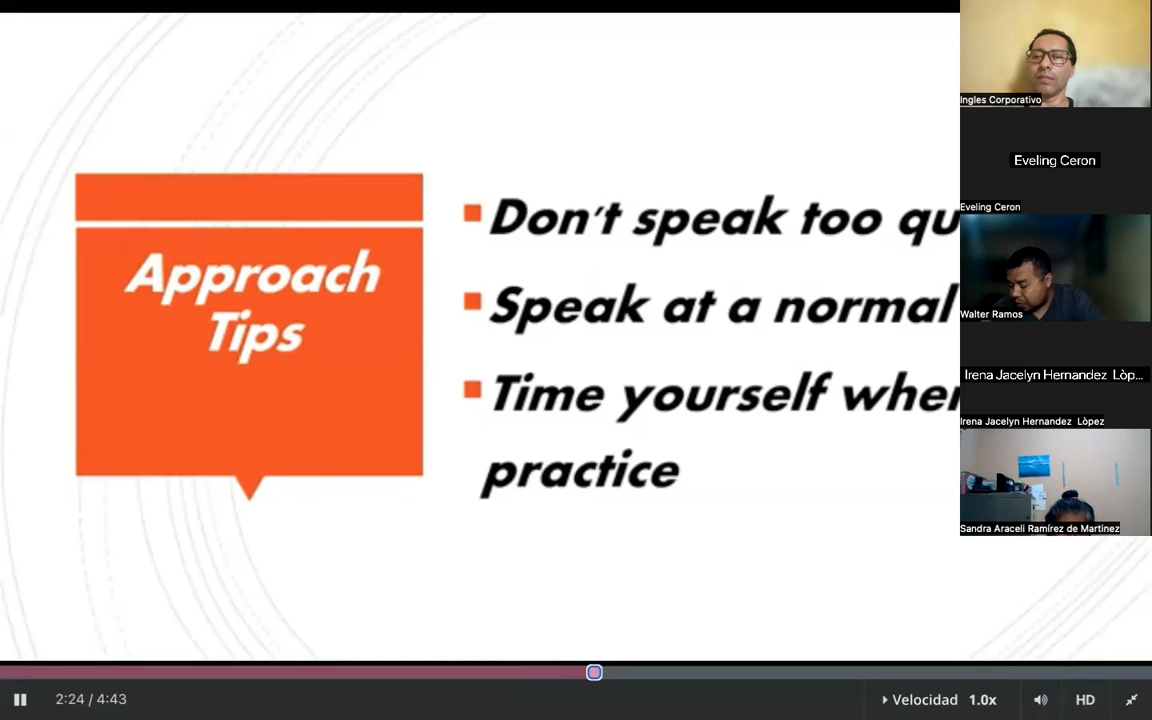 Approach
Tips
Don't speak too qu
Speak at a normal
Time yourself when
practice
Ingles Corporativo
Eveling Ceron
Eveling Ceron
Walter Ramos
Irena Jacelyn Hernandez Lòp...
Irena Jacelyn Hernandez Lòpez
Sandra Araceli Ramírez de Martinez
2:24 / 4:43
Velocidad 1.0x
HD